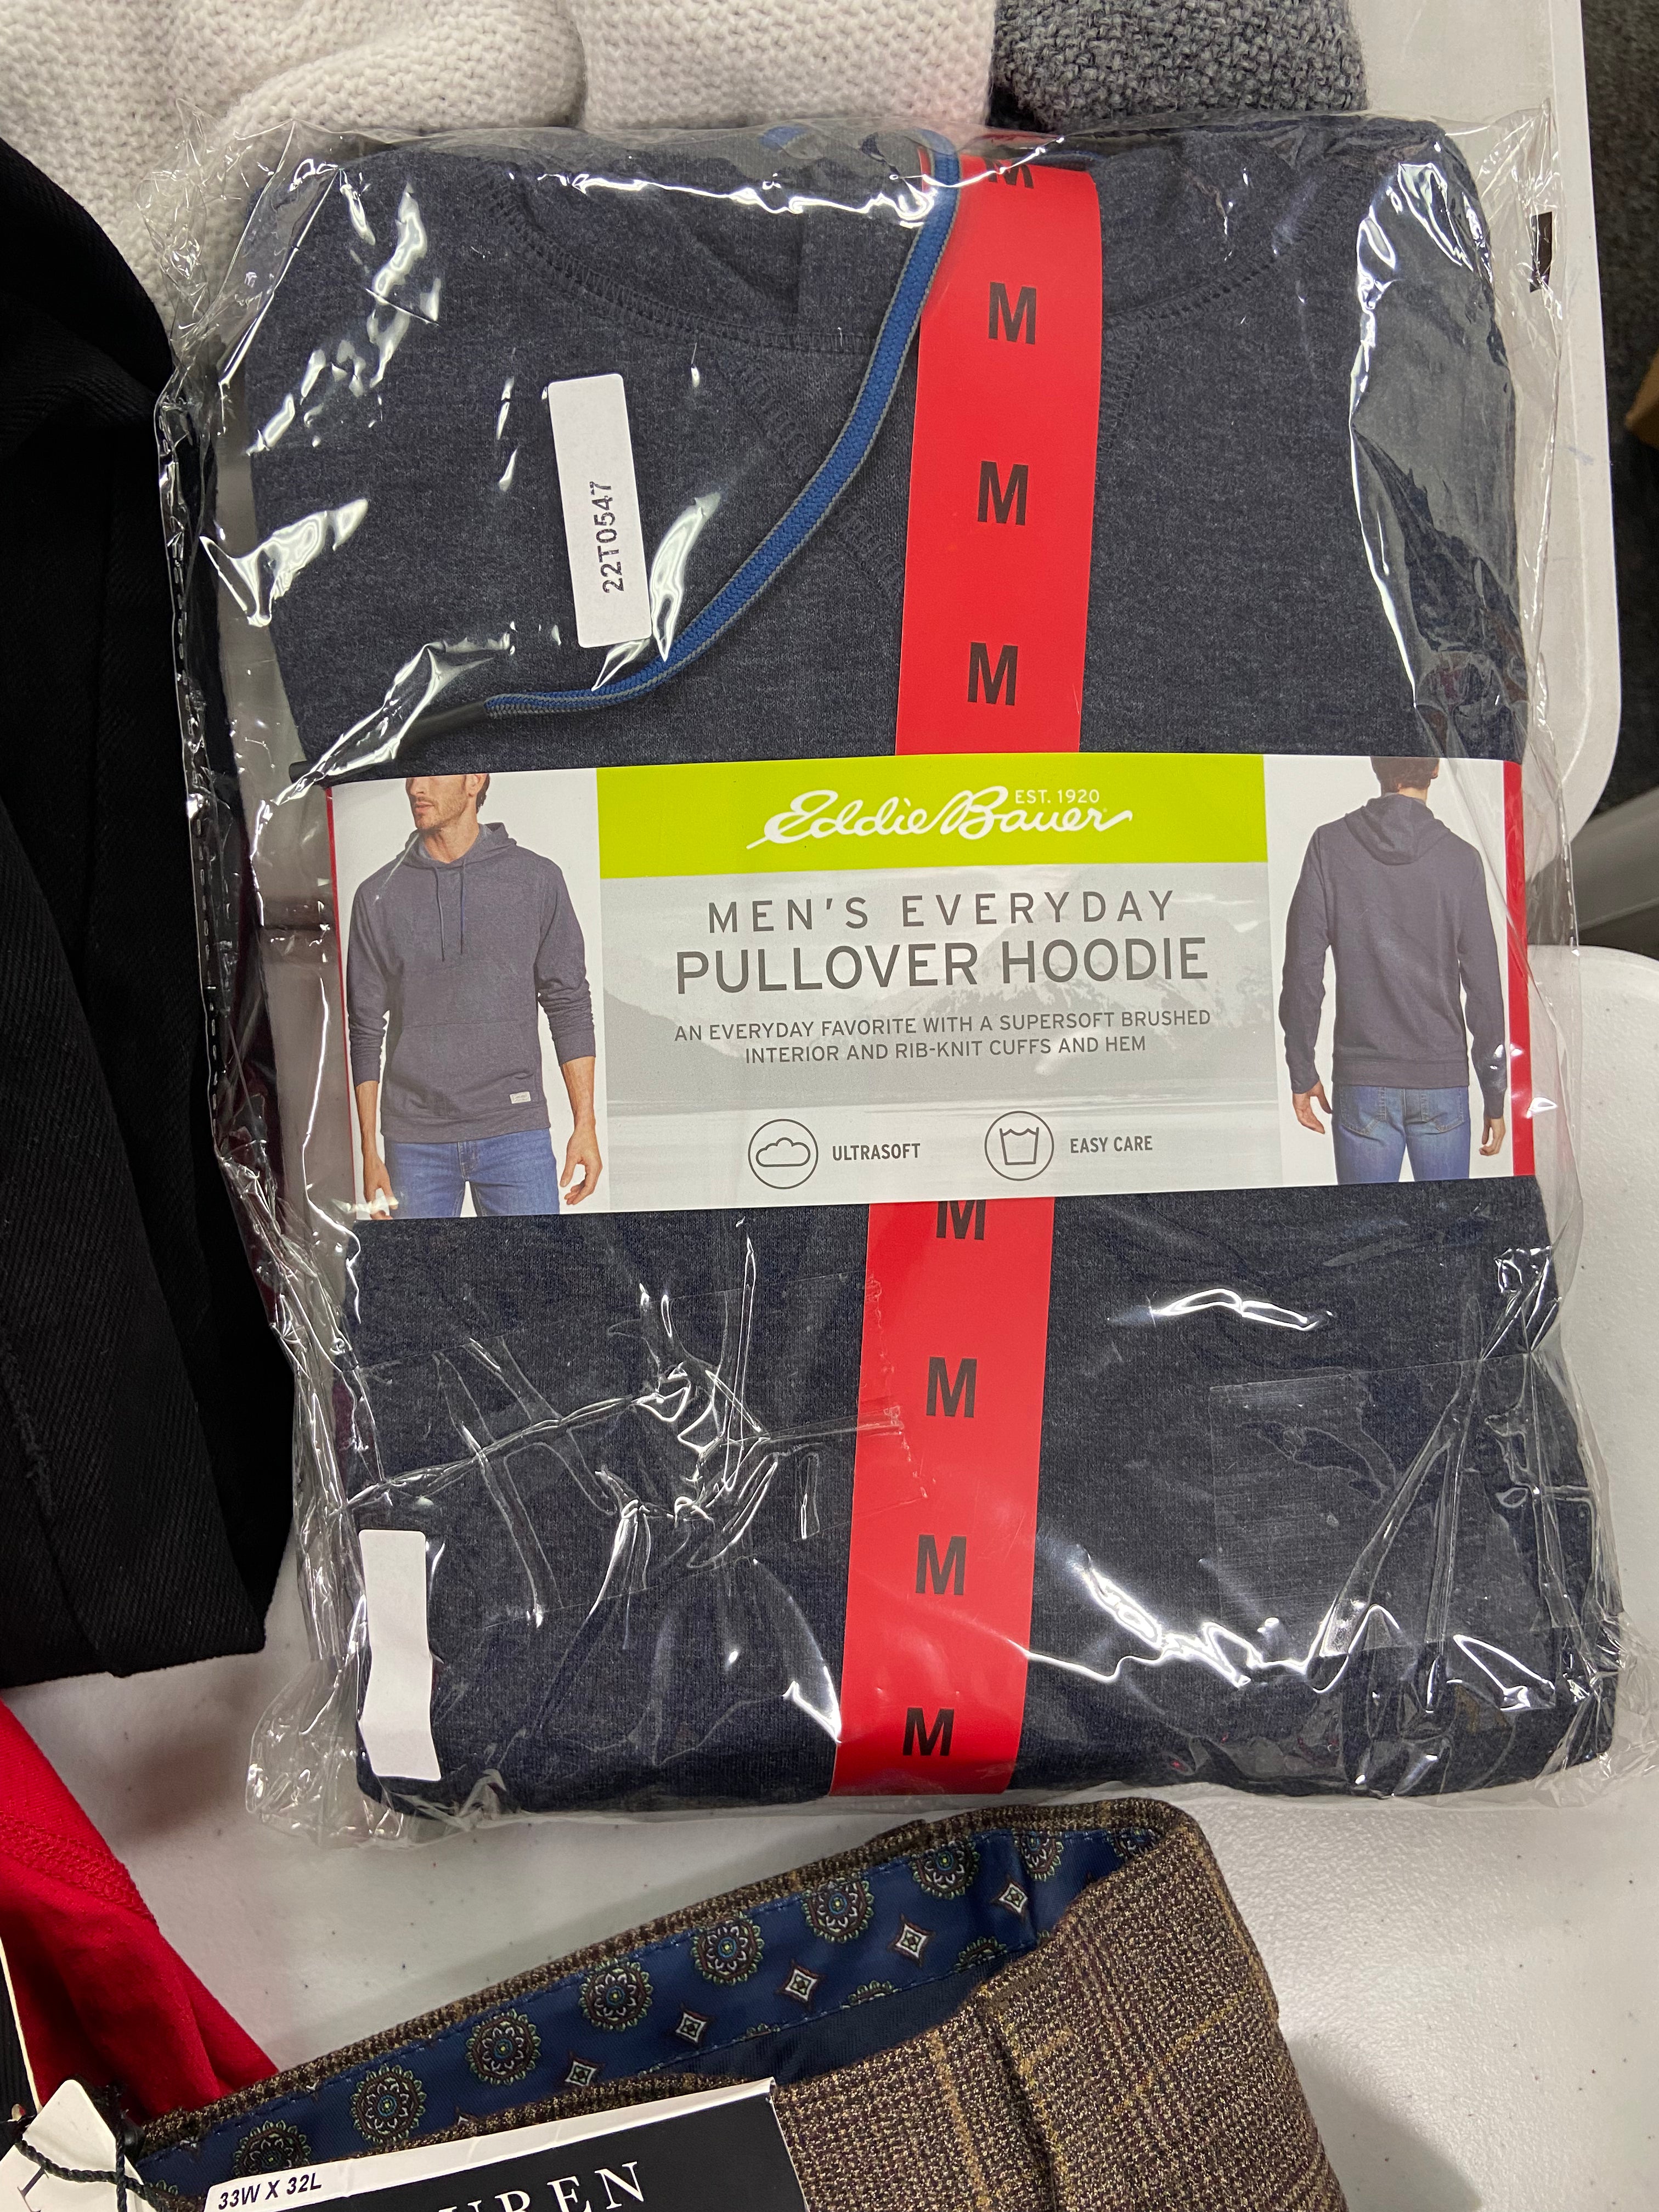 M
M
M
M
22T0547
Eddie Bauer
EST. 1920
MEN'S EVERYDAY
PULLOVER HOODIE
AN EVERYDAY FAVORITE WITH A SUPERSOFT BRUSHED
INTERIOR AND RIB-KNIT CUFFS AND HEM
ULTRASOFT
EASY CARE
M
M
M
M
33W X 32L